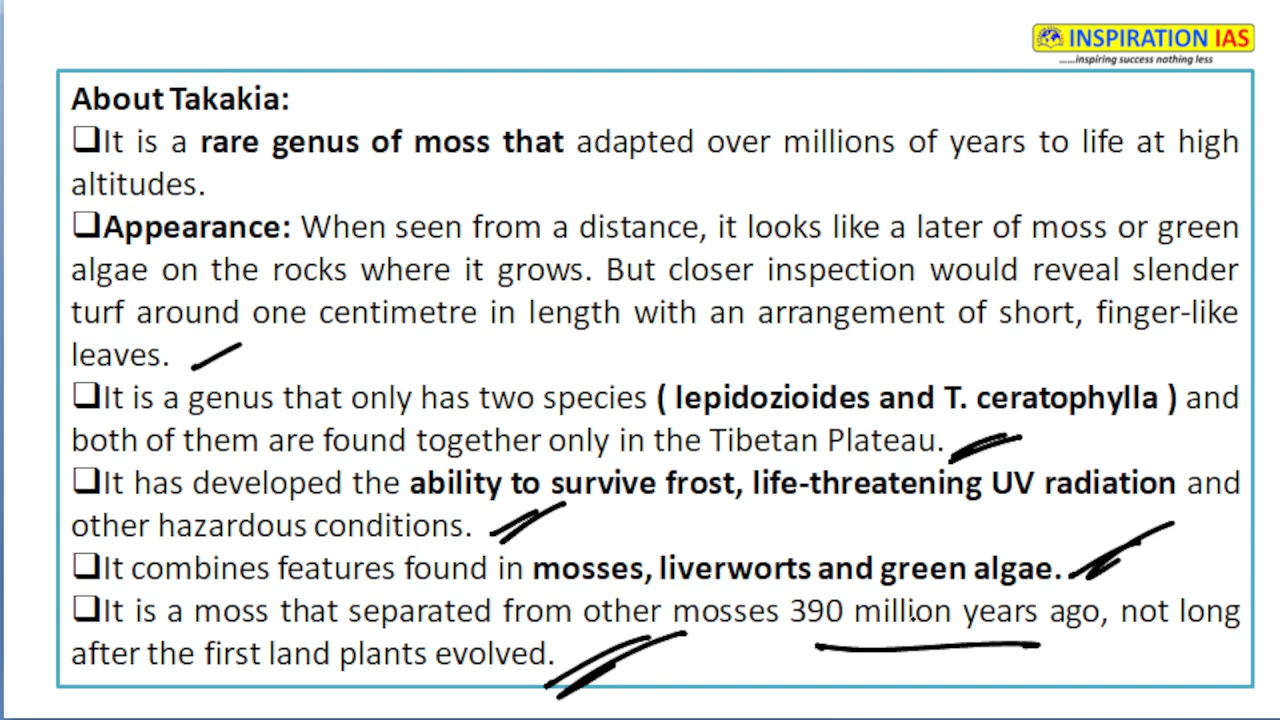 INSPIRATION IAS
......inspiring success nothing less
About Takakia:
❑It is a rare genus of moss that adapted over millions of years to life at high
altitudes.
❑Appearance: When seen from a distance, it looks like a later of moss or green
algae on the rocks where it grows. But closer inspection would reveal slender
turf around one centimetre in length with an arrangement of short, finger-like
leaves.
❑It is a genus that only has two species ( lepidozioides and T. ceratophylla ) and
both of them are found together only in the Tibetan Plateau.
❑It has developed the ability to survive frost, life-threatening UV radiation and
other hazardous conditions.
❑It combines features found in mosses, liverworts and green algae.
❑It is a moss that separated from other mosses 390 million years ago, not long
after the first land plants evolved.